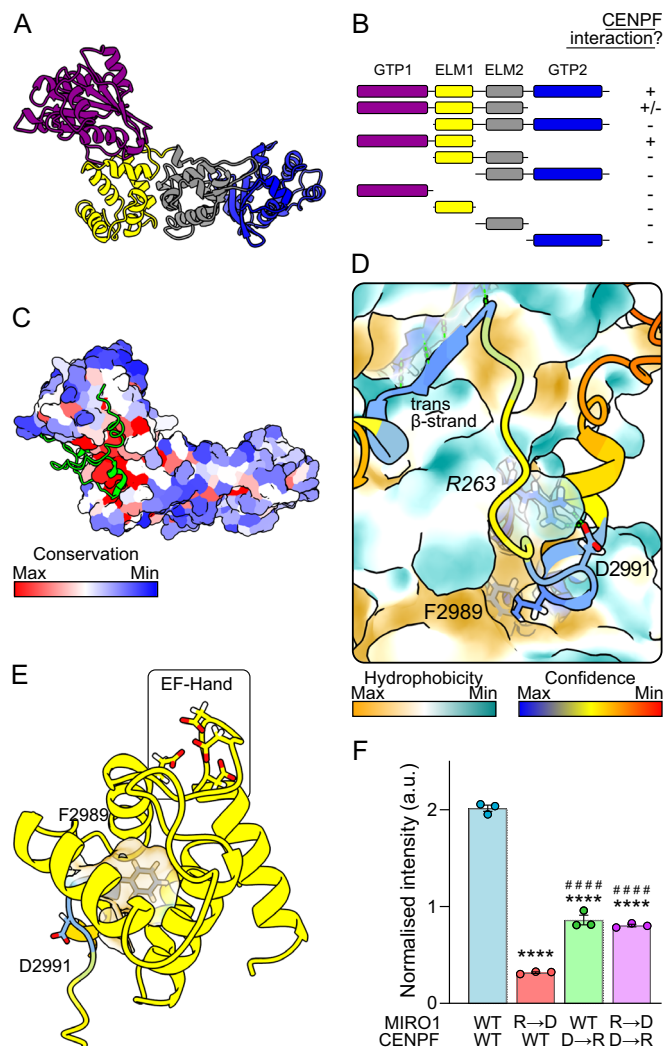 A
B
CENPF
interaction?
GTP1 ELM1 ELM2 GTP2
+
+/-
-
+
-
-
-
-
-
-
C
Conservation
Max Min
D
trans
β-strand
R263
D2991
F2989
Hydrophobicity
Max Min
Confidence
Max Min
E
EF-Hand
F2989
D2991
F
Normalised intensity (a.u.)
2
1
0
****
####
****
####
****
MIRO1 WT R→D WT R→D
CENPF WT WT D→R D→R